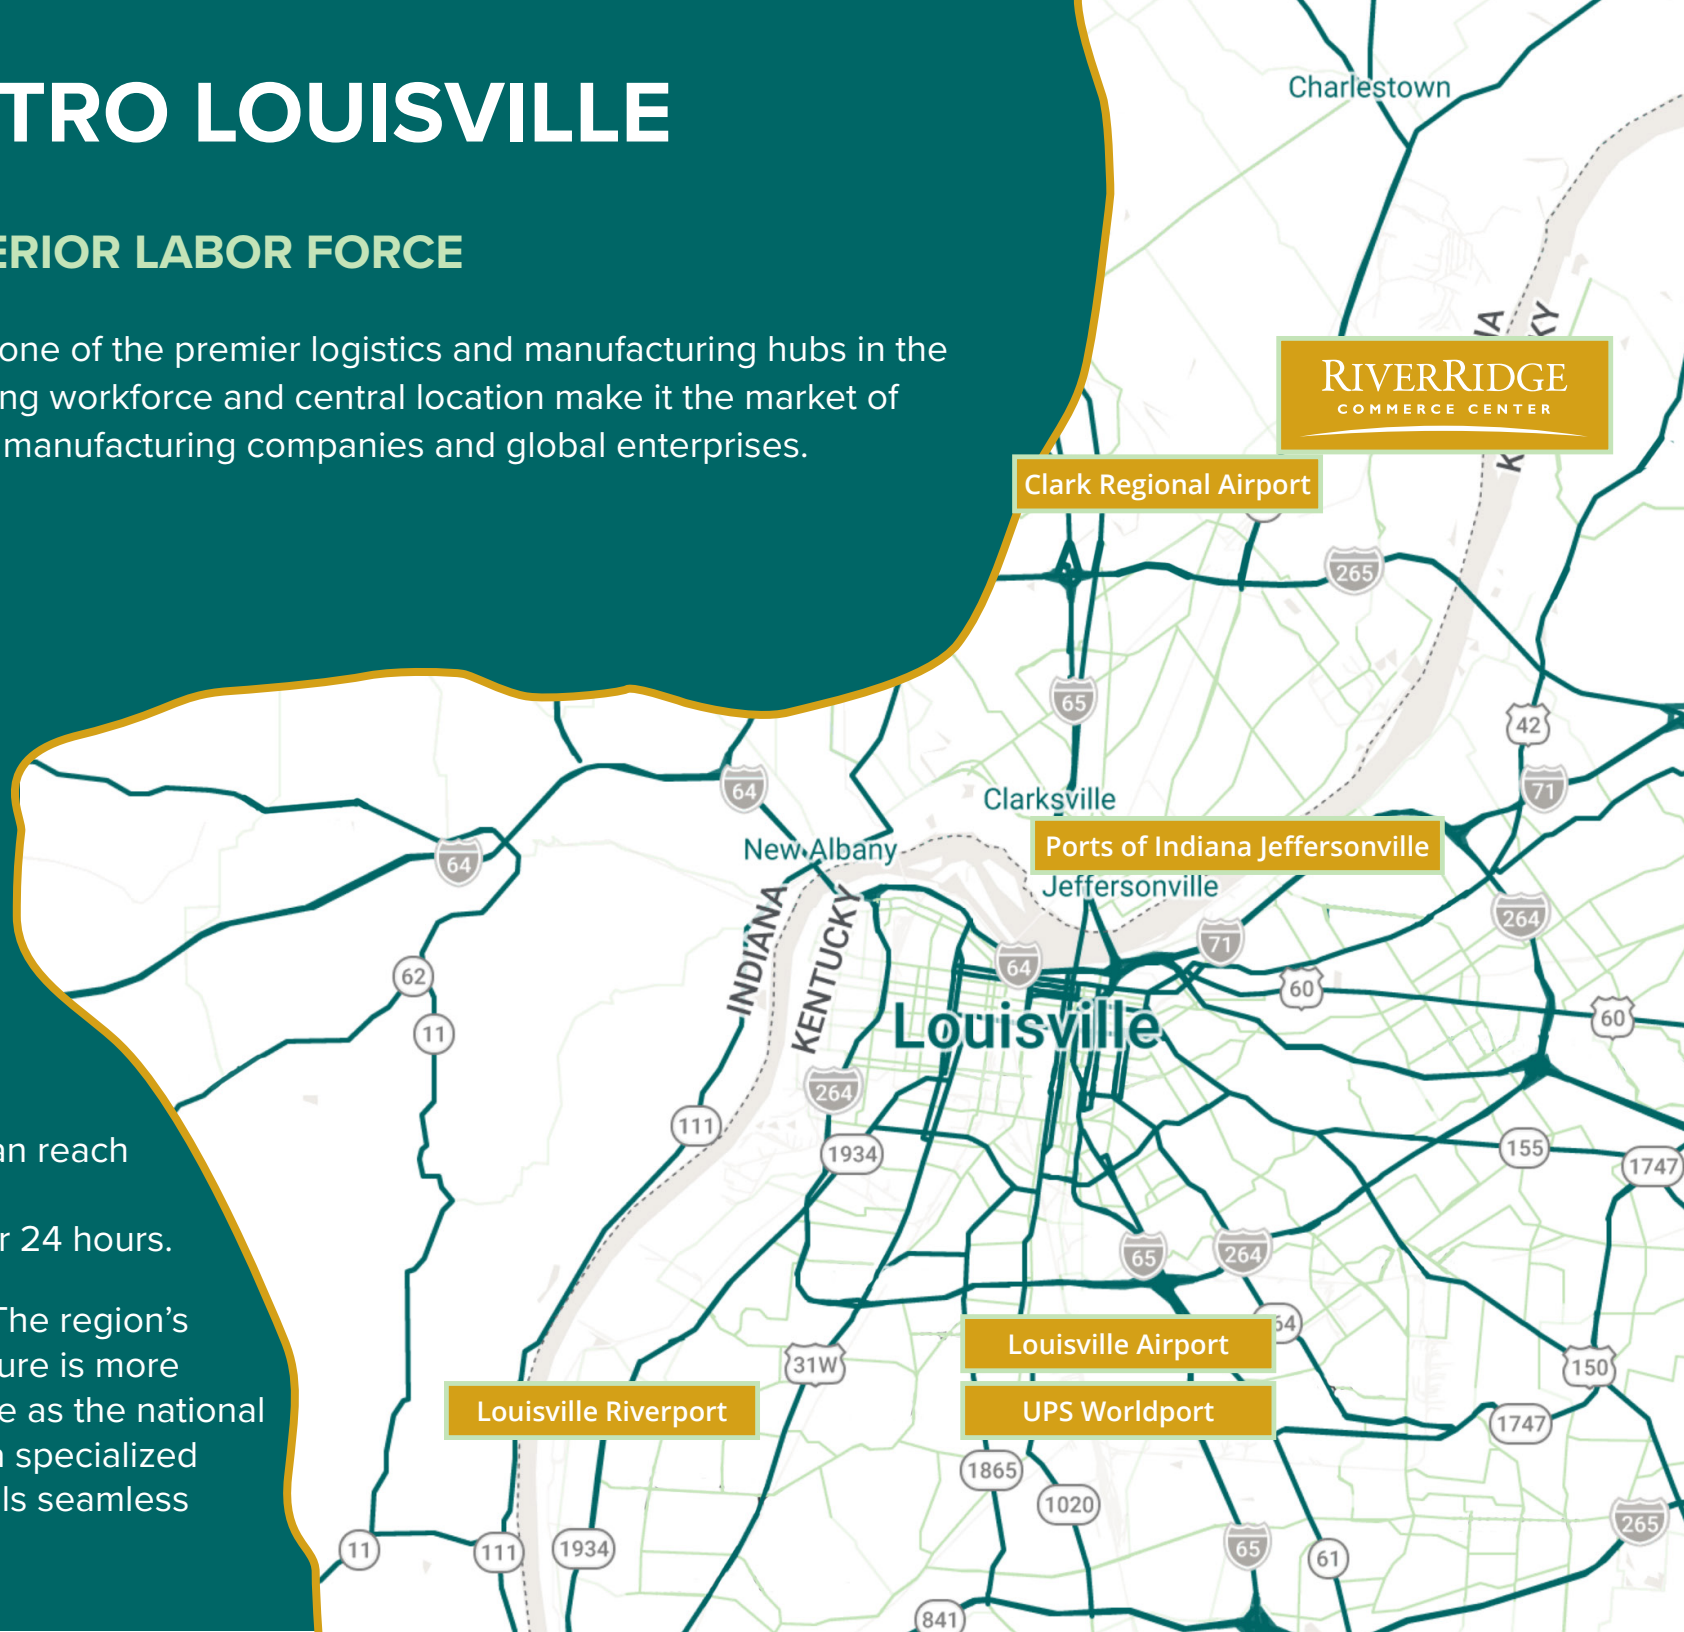 TRO LOUISVILLE
ERIOR LABOR FORCE
one of the premier logistics and manufacturing hubs in the
ng workforce and central location make it the market of
manufacturing companies and global enterprises.
an reach
r 24 hours.
The region's
ure is more
e as the national
specialized
ls seamless
Charlestown
RIVERRIDGE
COMMERCE CENTER
KY
Clark Regional Airport
265
65
42
71
64
Clarksville
New Albany
Ports of Indiana Jeffersonville
Jeffersonville
64
264
INDIANA
KENTUCKY
71
64
62
60
60
Louisville
11
264
111
1934
155
1747
65
264
64
Louisville Airport
31W
150
Louisville Riverport
UPS Worldport
1747
1865
1020
265
11
111
1934
65
61
841